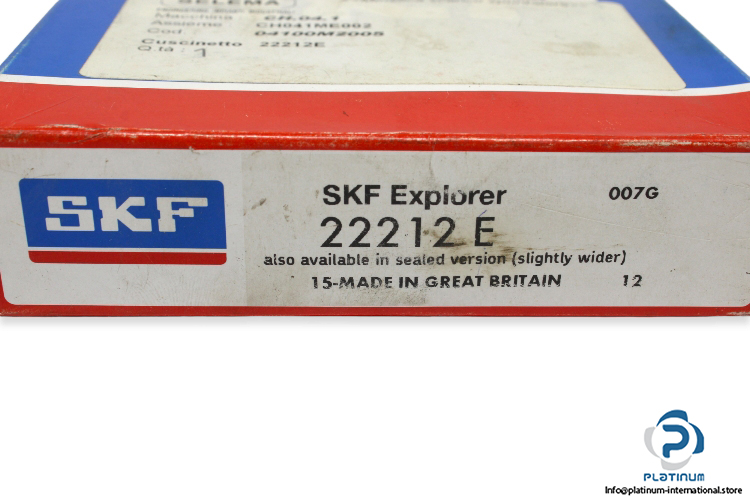 SELEMA
Macchina CH.04.1
Assieme CH041ME002
Cod. 04100M2005
Cuscinetto 22212E
Q.tà: 1
SKF
SKF Explorer 007G
22212 E
also available in sealed version (slightly wider)
15-MADE IN GREAT BRITAIN 12
PLATINUM
Info@platinum-international.store